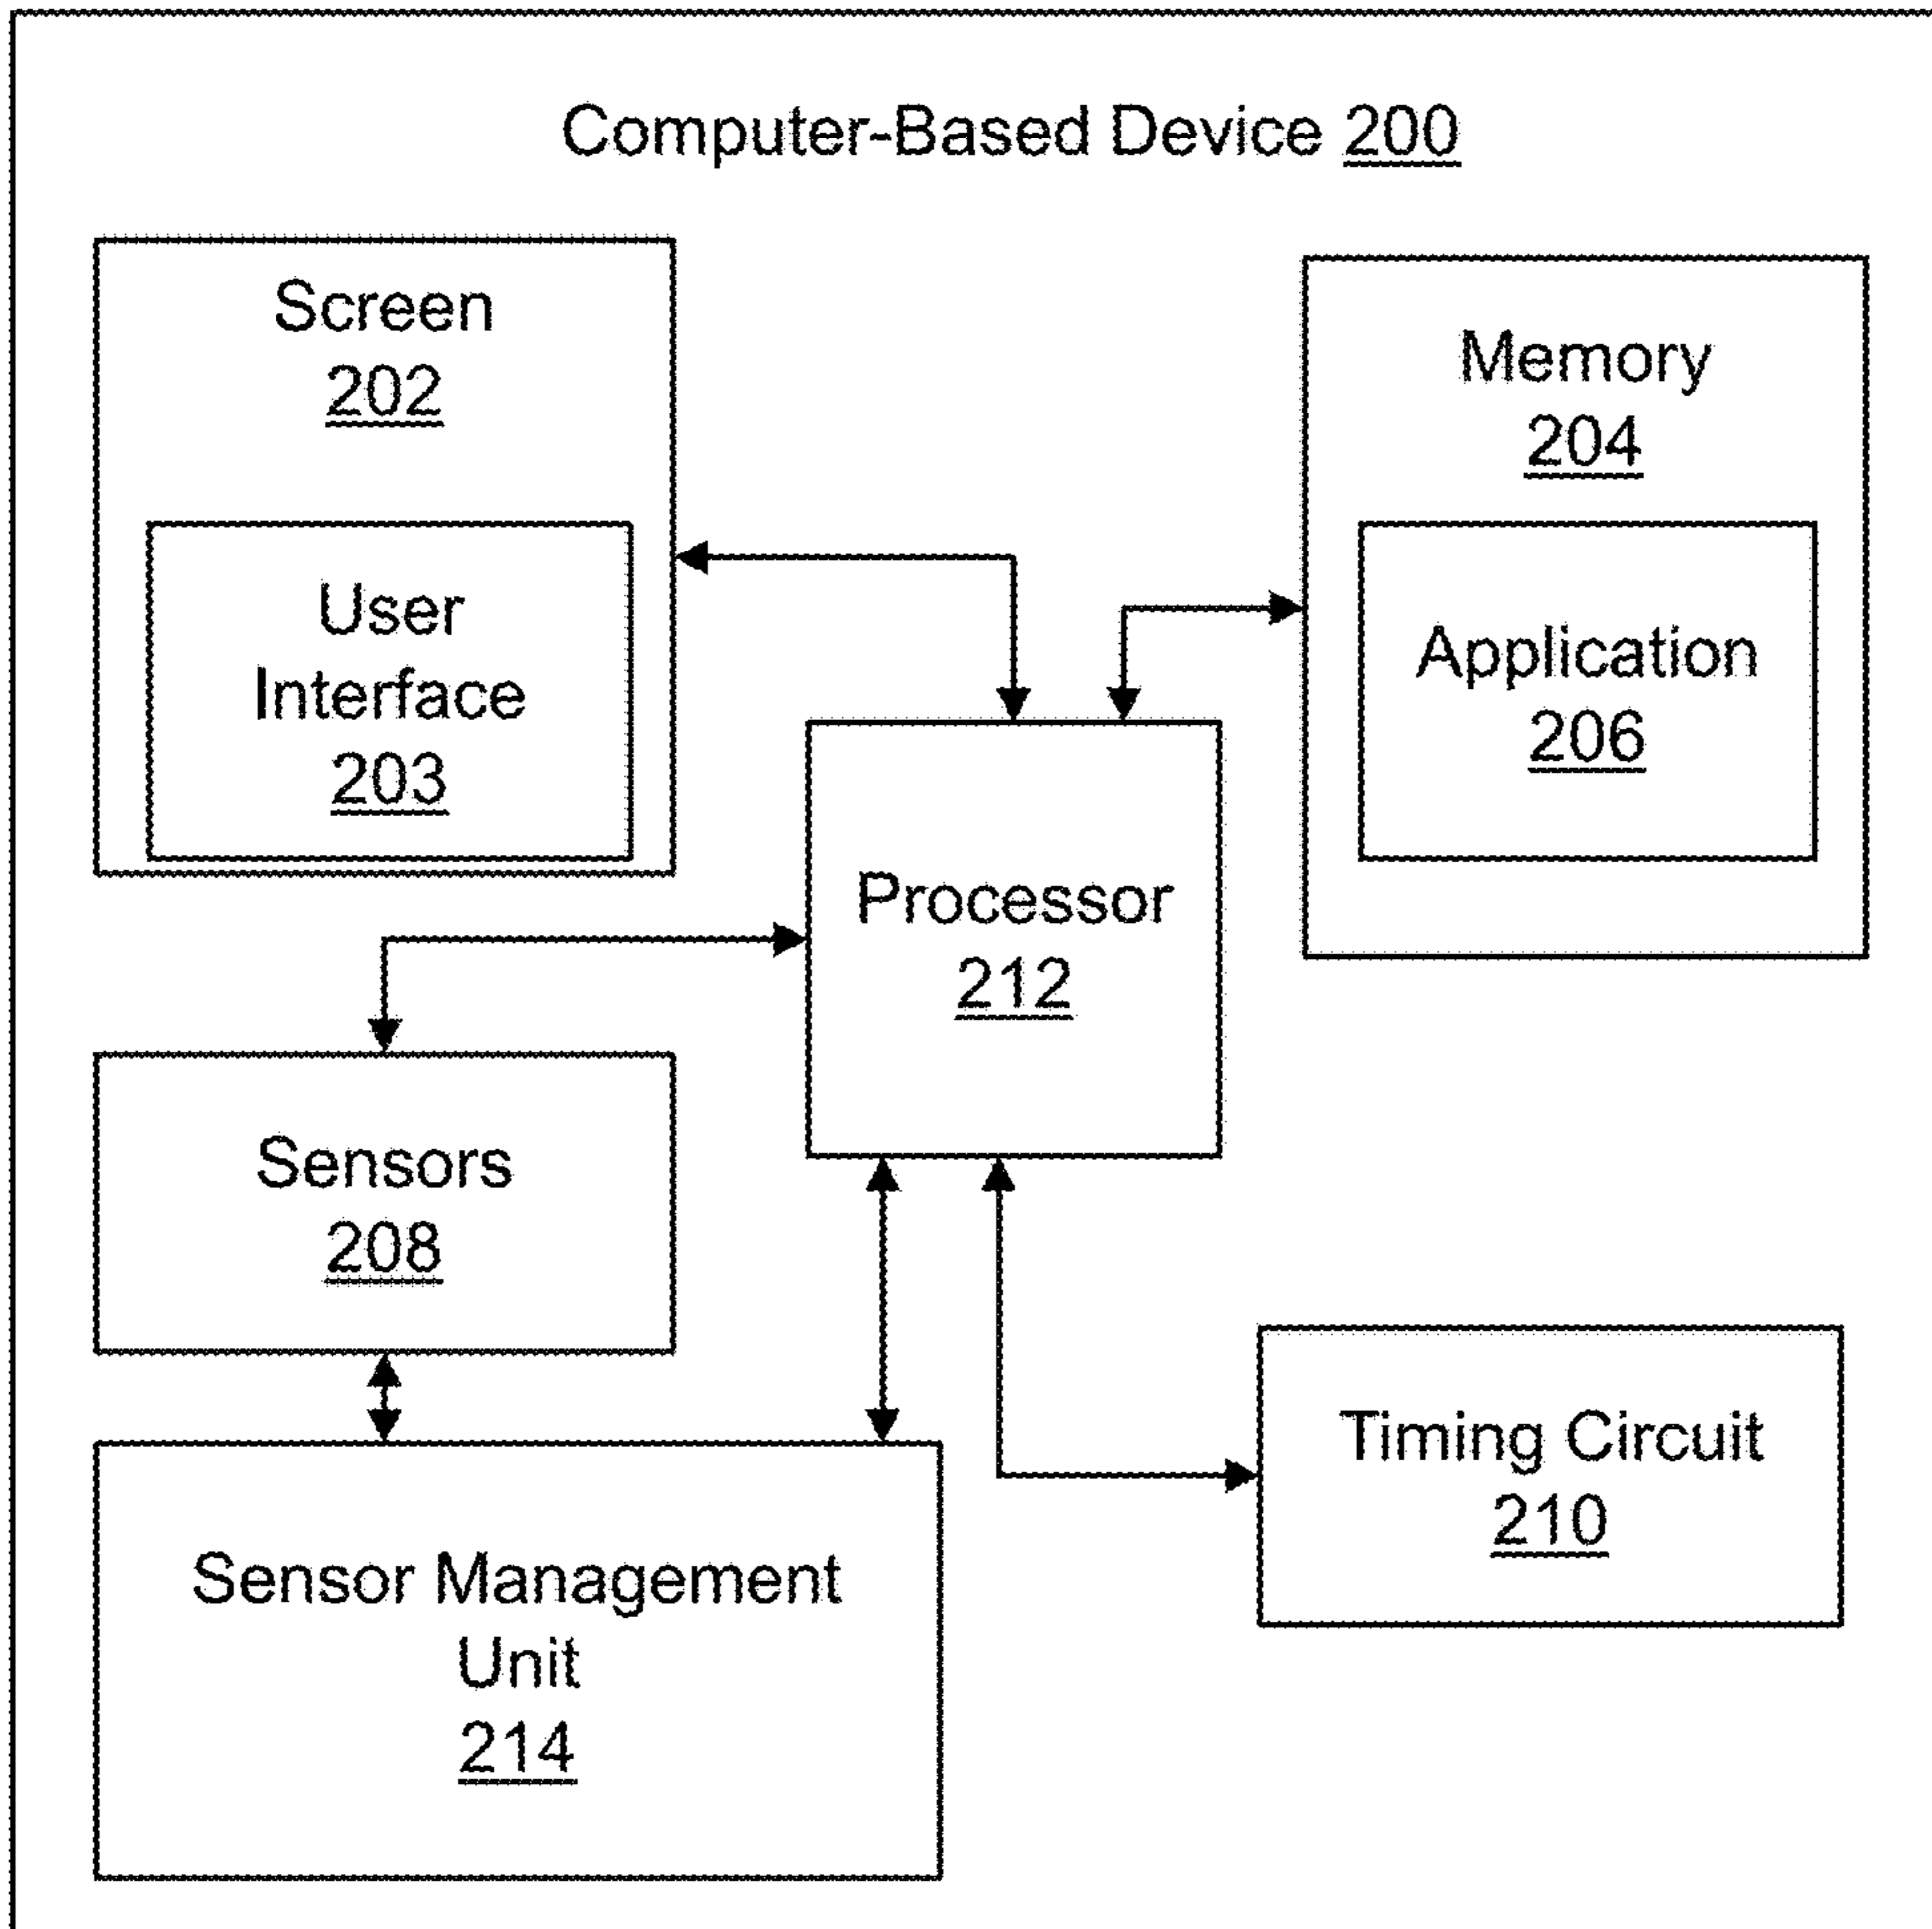 Computer-Based Device 200
Screen
202
User
Interface
203
Memory
204
Application
206
Processor
212
Sensors
208
Timing Circuit
210
Sensor Management
Unit
214